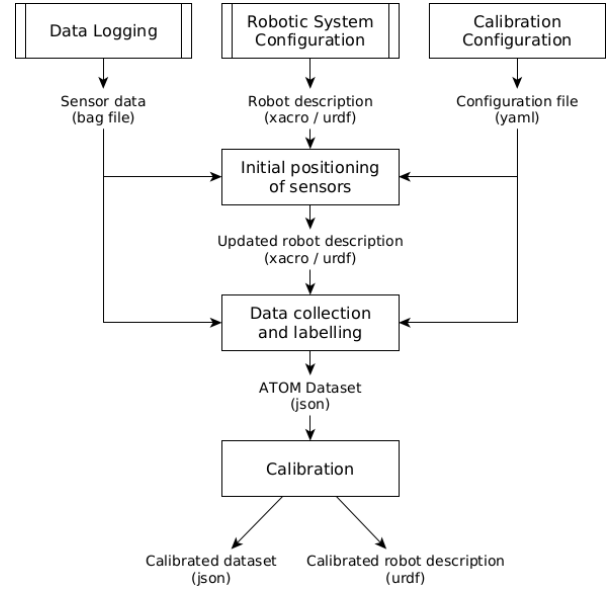 Data Logging
Robotic System
Configuration
Calibration
Configuration
Sensor data
(bag file)
Robot description
(xacro / urdf)
Configuration file
(yaml)
Initial positioning
of sensors
Updated robot description
(xacro / urdf)
Data collection
and labelling
ATOM Dataset
(json)
Calibration
Calibrated dataset
(json)
Calibrated robot description
(urdf)